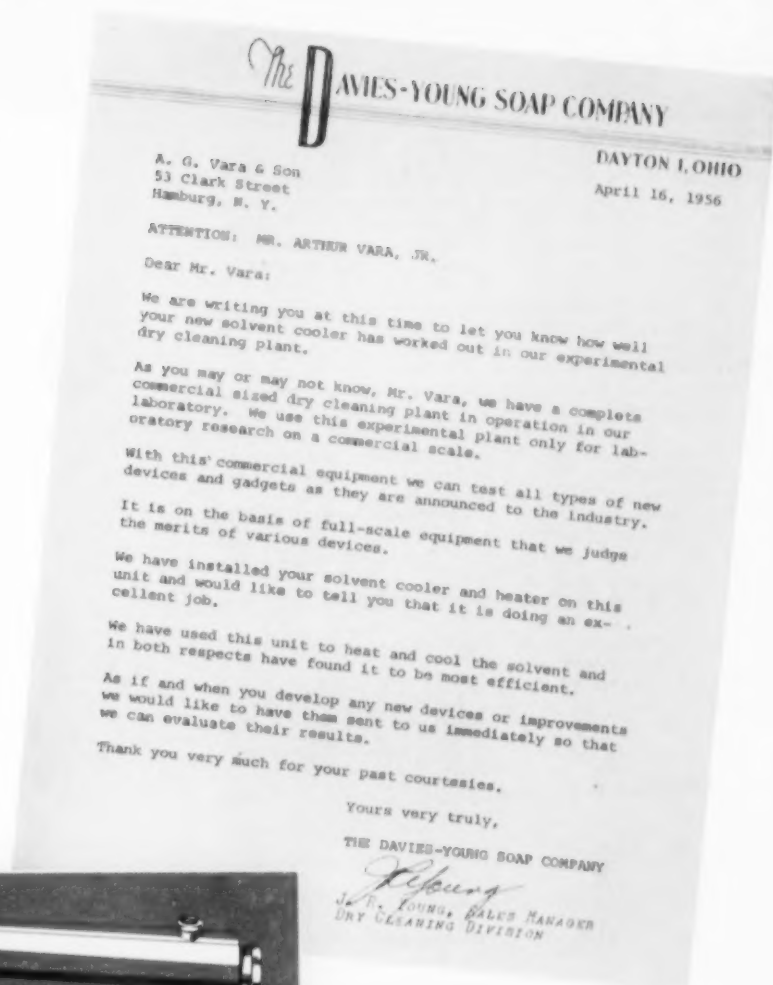 The DAVIES-YOUNG SOAP COMPANY
DAYTON 1, OHIO
A. G. Vara & Son
53 Clark Street
Hamburg, N. Y.
April 16, 1956
ATTENTION: MR. ARTHUR VARA, JR.
Dear Mr. Vara:
We are writing you at this time to let you know how well
your new solvent cooler has worked out in our experimental
dry cleaning plant.
As you may or may not know, Mr. Vara, we have a complete
commercial sized dry cleaning plant in operation in our
laboratory. We use this experimental plant only for lab-
oratory research on a commercial scale.
With this commercial equipment we can test all types of new
devices and gadgets as they are announced to the industry.
It is on the basis of full-scale equipment that we judge
the merits of various devices.
We have installed your solvent cooler and heater on this
unit and would like to tell you that it is doing an ex-
cellent job.
We have used this unit to heat and cool the solvent and
in both respects have found it to be most efficient.
As if and when you develop any new devices or improvements
we would like to have them sent to us immediately so that
we can evaluate their results.
Thank you very much for your past courtesies.
Yours very truly,
THE DAVIES-YOUNG SOAP COMPANY
J. R. YOUNG, SALES MANAGER
DRY CLEANING DIVISION